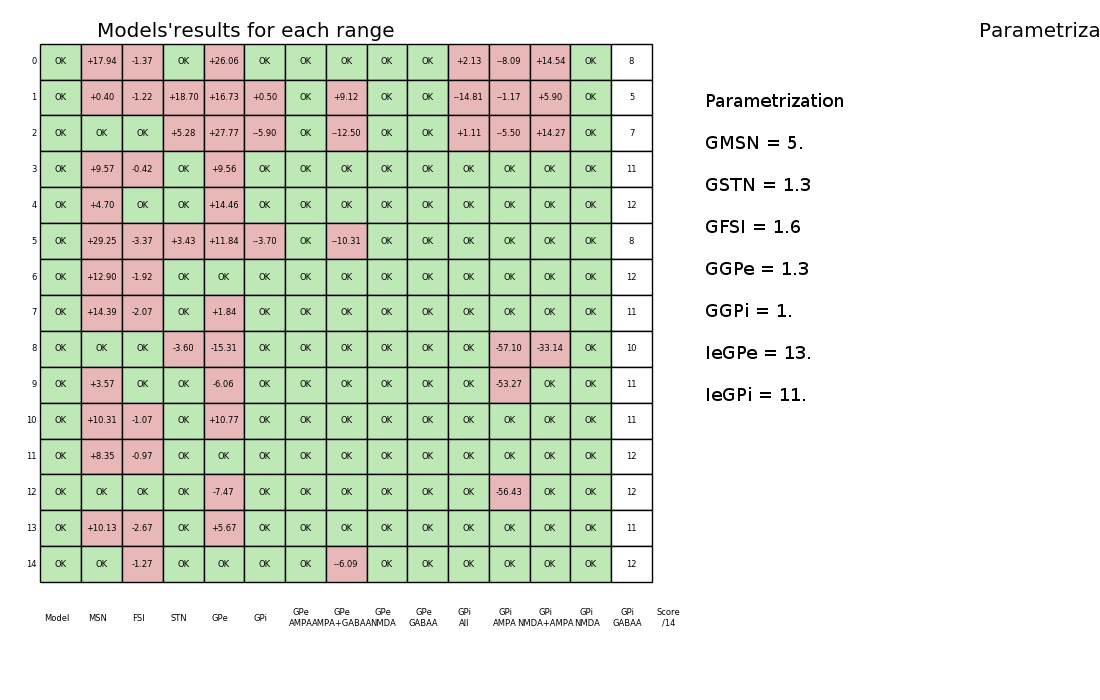 Models'results for each range
Parametriza
0 OK +17.94 -1.37 OK +26.06 OK OK OK OK OK +2.13 --8.09 +14.54 OK 8
1 OK +0.40 -1.22 +18.70 +16.73 +0.50 OK +9.12 OK OK --14.81 --1.17 +5.90 OK 5
2 OK OK OK +5.28 +27.77 --5.90 OK --12.50 OK OK +1.11 --5.50 +14.27 OK 7
3 OK +9.57 -0.42 OK +9.56 OK OK OK OK OK OK OK OK OK 11
4 OK +4.70 OK OK +14.46 OK OK OK OK OK OK OK OK OK 12
5 OK +29.25 -3.37 +3.43 +11.84 --3.70 OK --10.31 OK OK OK OK OK OK 8
6 OK +12.90 -1.92 OK OK OK OK OK OK OK OK OK OK OK 12
7 OK +14.39 -2.07 OK +1.84 OK OK OK OK OK OK OK OK OK 11
8 OK OK OK -3.60 -15.31 OK OK OK OK OK OK -57.10 -33.14 OK 10
9 OK +3.57 OK OK -6.06 OK OK OK OK OK OK -53.27 OK OK 11
10 OK +10.31 -1.07 OK +10.77 OK OK OK OK OK OK OK OK OK 11
11 OK +8.35 -0.97 OK OK OK OK OK OK OK OK OK OK OK 12
12 OK OK OK OK -7.47 OK OK OK OK OK OK -56.43 OK OK 12
13 OK +10.13 -2.67 OK +5.67 OK OK OK OK OK OK OK OK OK 11
14 OK OK -1.27 OK OK OK OK --6.09 OK OK OK OK OK OK 12
Model MSN FSI STN GPe GPi GPe AMPA GPe AMPA+GABAA GPe NMDA GPe GABAA GPi All GPi AMPA GPi NMDA+AMPA GPi NMDA GPi GABAA Score /14
Parametrization
GMSN = 5.
GSTN = 1.3
GFSI = 1.6
GGPe = 1.3
GGPi = 1.
IeGPe = 13.
IeGPi = 11.